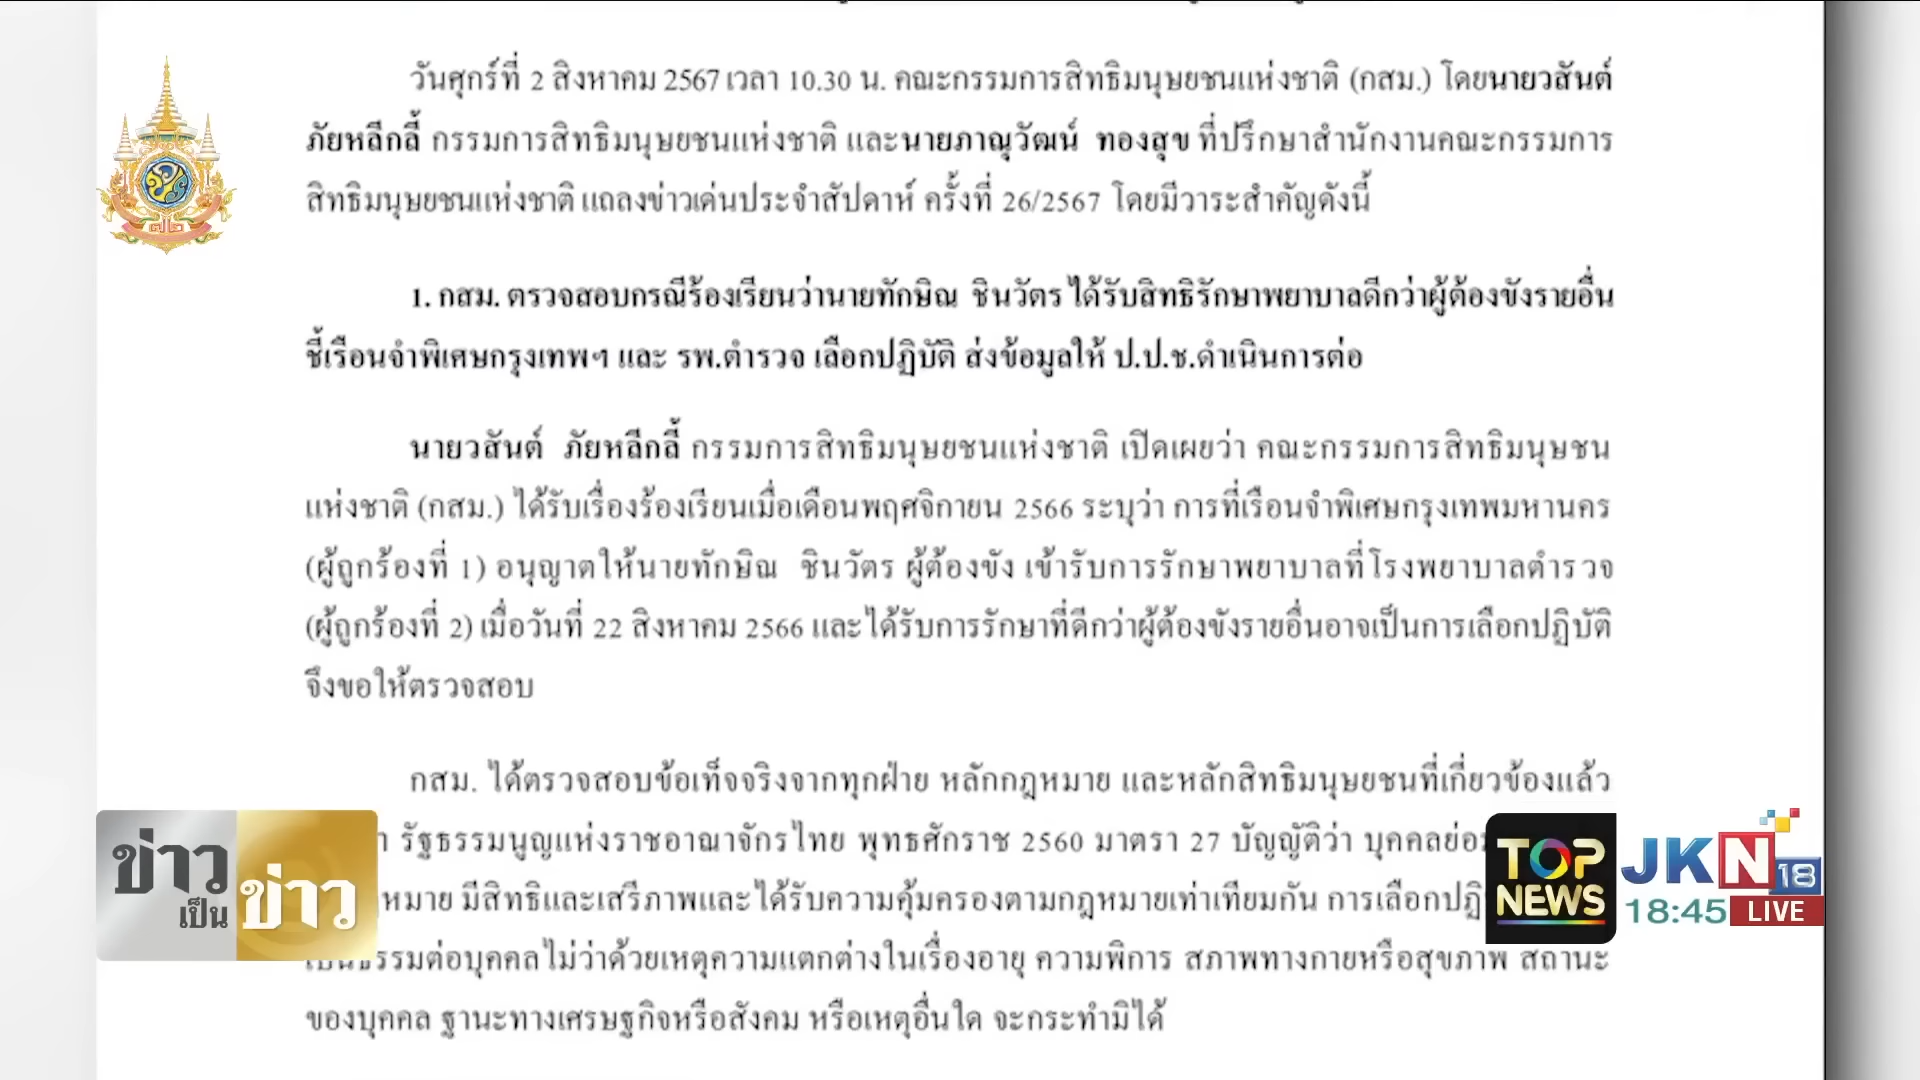 วันศุกร์ที่ 2 สิงหาคม 2567 เวลา 10.30 น. คณะกรรมการสิทธิมนุษยชนแห่งชาติ (กสม.) โดยนายวสันต์
ภัยหลีกลี้ กรรมการสิทธิมนุษยชนแห่งชาติ และนายภาณุวัฒน์ ทองสุข ที่ปรึกษาสำนักงานคณะกรรมการ
สิทธิมนุษยชนแห่งชาติ แถลงข่าวเด่นประจำสัปดาห์ ครั้งที่ 26/2567 โดยมีวาระสำคัญดังนี้
1. กสม. ตรวจสอบกรณีร้องเรียนว่านายทักษิณ ชินวัตร ได้รับสิทธิรักษาพยาบาลดีกว่าผู้ต้องขังรายอื่น
ชี้เรือนจำพิเศษกรุงเทพฯ และ รพ.ตำรวจ เลือกปฏิบัติ ส่งข้อมูลให้ ป.ป.ช.ดำเนินการต่อ
นายวสันต์ ภัยหลีกลี้ กรรมการสิทธิมนุษยชนแห่งชาติ เปิดเผยว่า คณะกรรมการสิทธิมนุษชน
แห่งชาติ (กสม.) ได้รับเรื่องร้องเรียนเมื่อเดือนพฤศจิกายน 2566 ระบุว่า การที่เรือนจำพิเศษกรุงเทพมหานคร
(ผู้ถูกร้องที่ 1) อนุญาตให้นายทักษิณ ชินวัตร ผู้ต้องขัง เข้ารับการรักษาพยาบาลที่โรงพยาบาลตำรวจ
(ผู้ถูกร้องที่ 2) เมื่อวันที่ 22 สิงหาคม 2566 และได้รับการรักษาที่ดีกว่าผู้ต้องขังรายอื่นอาจเป็นการเลือกปฏิบัติ
จึงขอให้ตรวจสอบ
กสม. ได้ตรวจสอบข้อเท็จจริงจากทุกฝ่าย หลักกฎหมาย และหลักสิทธิมนุษยชนที่เกี่ยวข้องแล้ว
รัฐธรรมนูญแห่งราชอาณาจักรไทย พุทธศักราช 2560 มาตรา 27 บัญญัติว่า บุคคลย่อม
หมาย มีสิทธิและเสรีภาพและได้รับความคุ้มครองตามกฎหมายเท่าเทียมกัน การเลือกปฏิ
เป็นธรรมต่อบุคคลไม่ว่าด้วยเหตุความแตกต่างในเรื่องอายุ ความพิการ สภาพทางกายหรือสุขภาพ สถานะ
ของบุคคล ฐานะทางเศรษฐกิจหรือสังคม หรือเหตุอื่นใด จะกระทำมิได้
ข่าว
เป็น
ข่าว
TOP
NEWS
JKN
18
18:45
LIVE